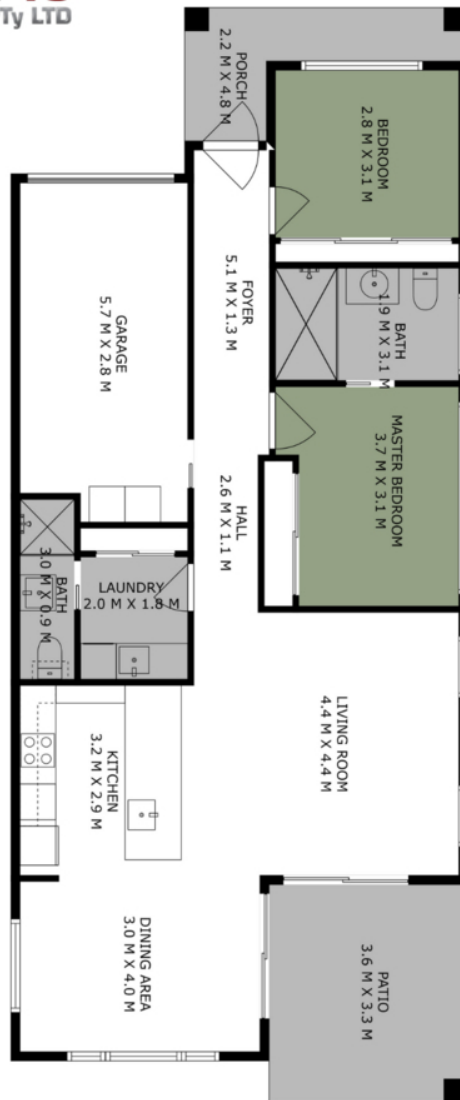 Ty LTD
PORCH
2.2 M X 4.8 M
BEDROOM
2.8 M X 3.1 M
FOYER
5.1 M X 1.3 M
BATH
1.9 M X 3.1 M
GARAGE
5.7 M X 2.8 M
MASTER BEDROOM
3.7 M X 3.1 M
HALL
2.6 M X 1.1 M
BATH
3.0 M X 0.9 M
LAUNDRY
2.0 M X 1.8 M
LIVING ROOM
4.4 M X 4.4 M
KITCHEN
3.2 M X 2.9 M
DINING AREA
3.0 M X 4.0 M
PATIO
3.6 M X 3.3 M